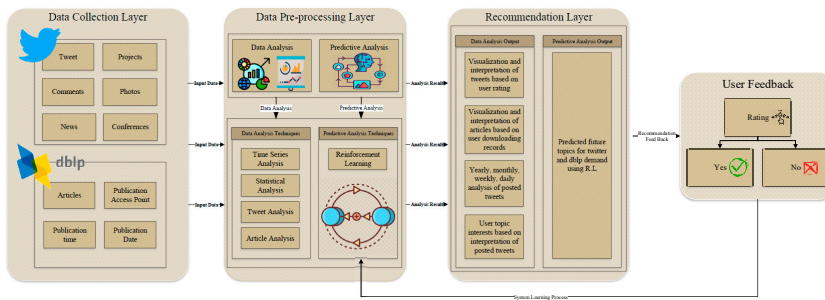 Data Collection Layer
Tweet
Projects
Comments
Photos
News
Conferences
dblp
Articles
Publication
Access Point
Publication
time
Publication
Date
Input Data
Input Data
Input Data
Data Pre-processing Layer
Data Analysis
Predictive Analysis
Data Analysis
Predictive Analysis
Data Analysis Techniques
Time Series
Analysis
Statistical
Analysis
Tweet Analysis
Article Analysis
Predictive Analysis Techniques
Reinforcement
Learning
Analysis Result
Analysis Result
Analysis Result
Recommendation Layer
Data Analysis Output
Visualization and
interpretation of
tweets based on
user rating
Visualization and
interpretation of
articles based on
user downloading
records
Yearly, monthly,
weekly, daily
analysis of posted
tweets
User topic
interests based on
interpretation of
posted tweets
Predictive Analysis Output
Predicted future
topics for twitter
and dblp demand
using R.L
Recommendation
Feed Back
User Feedback
Rating
Yes
No
System Learning Process